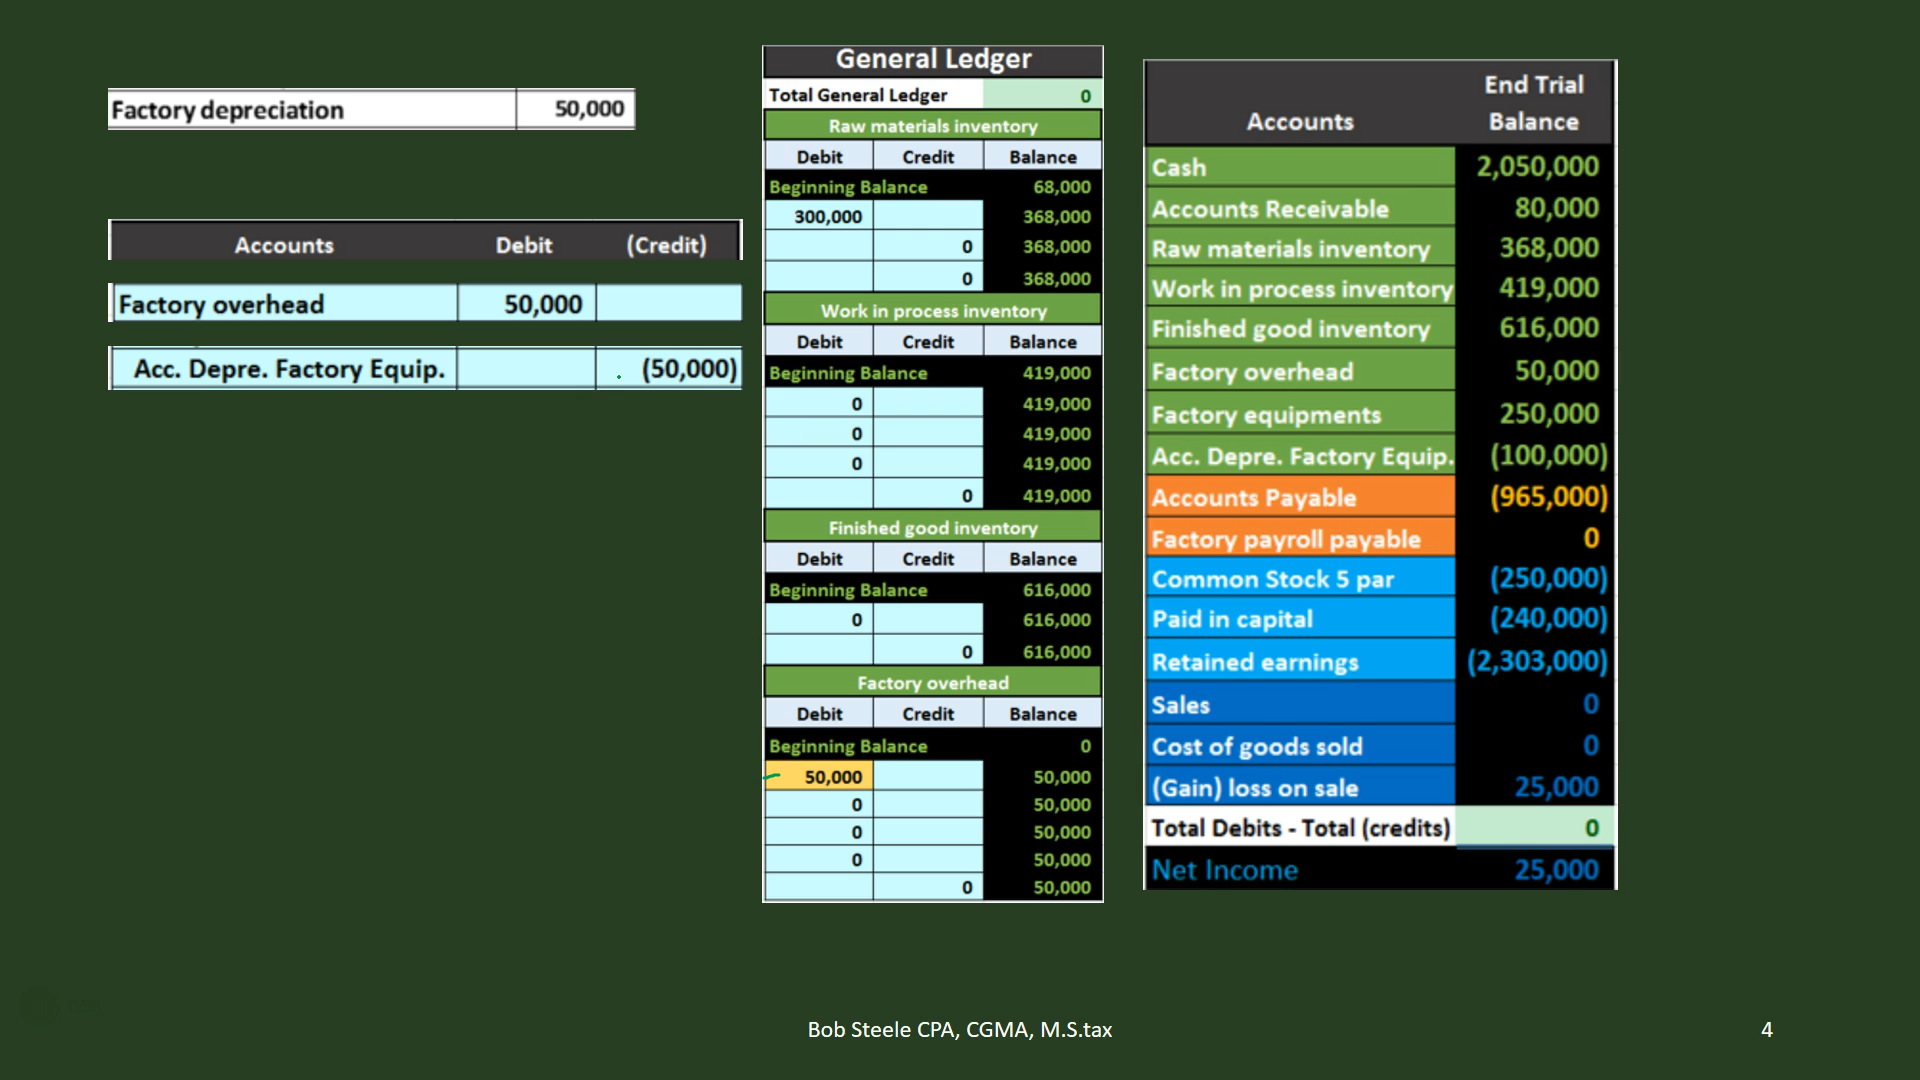 Factory depreciation 50,000
Accounts Debit (Credit)
Factory overhead 50,000
Acc. Depre. Factory Equip. (50,000)
General Ledger
Total General Ledger 0
Raw materials inventory
Debit Credit Balance
Beginning Balance 68,000
300,000 368,000
0 368,000
0 368,000
Work in process inventory
Debit Credit Balance
Beginning Balance 419,000
0 419,000
0 419,000
0 419,000
0 419,000
Finished good inventory
Debit Credit Balance
Beginning Balance 616,000
0 616,000
0 616,000
Factory overhead
Debit Credit Balance
Beginning Balance 0
50,000 50,000
0 50,000
0 50,000
0 50,000
0 50,000
End Trial
Accounts Balance
Cash 2,050,000
Accounts Receivable 80,000
Raw materials inventory 368,000
Work in process inventory 419,000
Finished good inventory 616,000
Factory overhead 50,000
Factory equipments 250,000
Acc. Depre. Factory Equip. (100,000)
Accounts Payable (965,000)
Factory payroll payable 0
Common Stock 5 par (250,000)
Paid in capital (240,000)
Retained earnings (2,303,000)
Sales 0
Cost of goods sold 0
(Gain) loss on sale 25,000
Total Debits - Total (credits) 0
Net Income 25,000
Bob Steele CPA, CGMA, M.S.tax
4